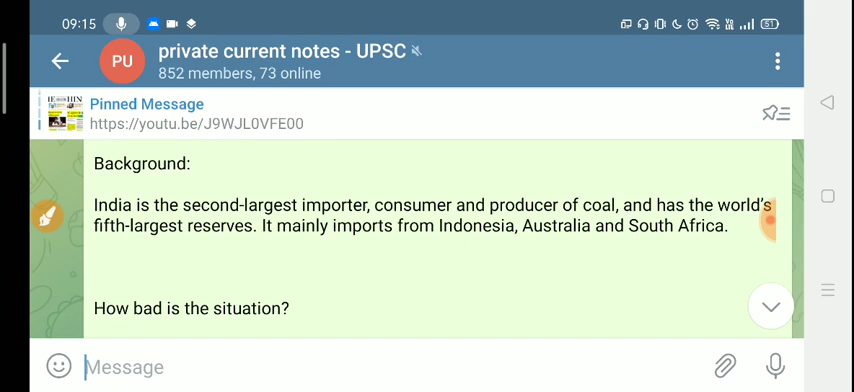 09:15
51
PU
private current notes - UPSC
852 members, 73 online
Pinned Message
https://youtu.be/J9WJL0VFE00
Background:
India is the second-largest importer, consumer and producer of coal, and has the world's
fifth-largest reserves. It mainly imports from Indonesia, Australia and South Africa.
How bad is the situation?
Message